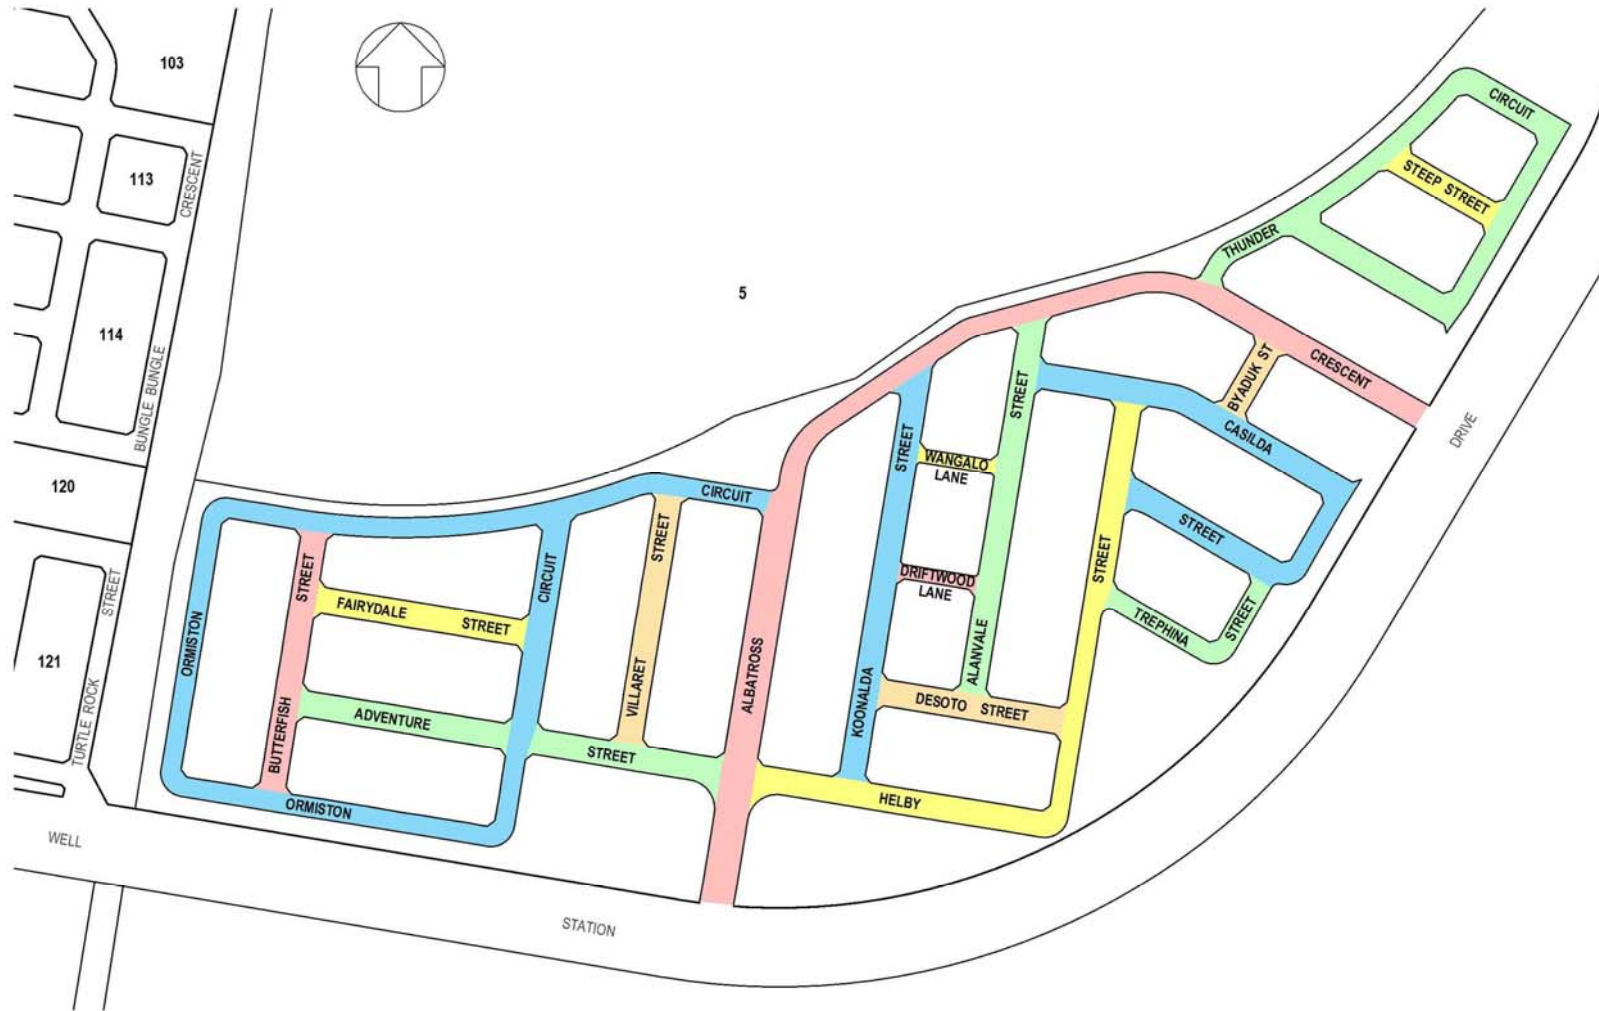 103
CIRCUIT
113
CRESCENT
STEEP STREET
THUNDER
5
114
BUNGLE BUNGLE
BYADUK ST
CRESCENT
STREET
CASILDA
DRIVE
STREET
WANGALO
LANE
120
CIRCUIT
STREET
STREET
STREET
CIRCUIT
STREET
DRIFTWOOD
LANE
STREET
FAIRYDALE
STREET
TREPHINA
STREET
ORMISTON
121
ALANVALE
ALBATROSS
KOONALDA
VILLARET
DESOTO STREET
ADVENTURE
STREET
BUTTERFISH
TURTLE ROCK
STREET
HELBY
ORMISTON
WELL
STATION